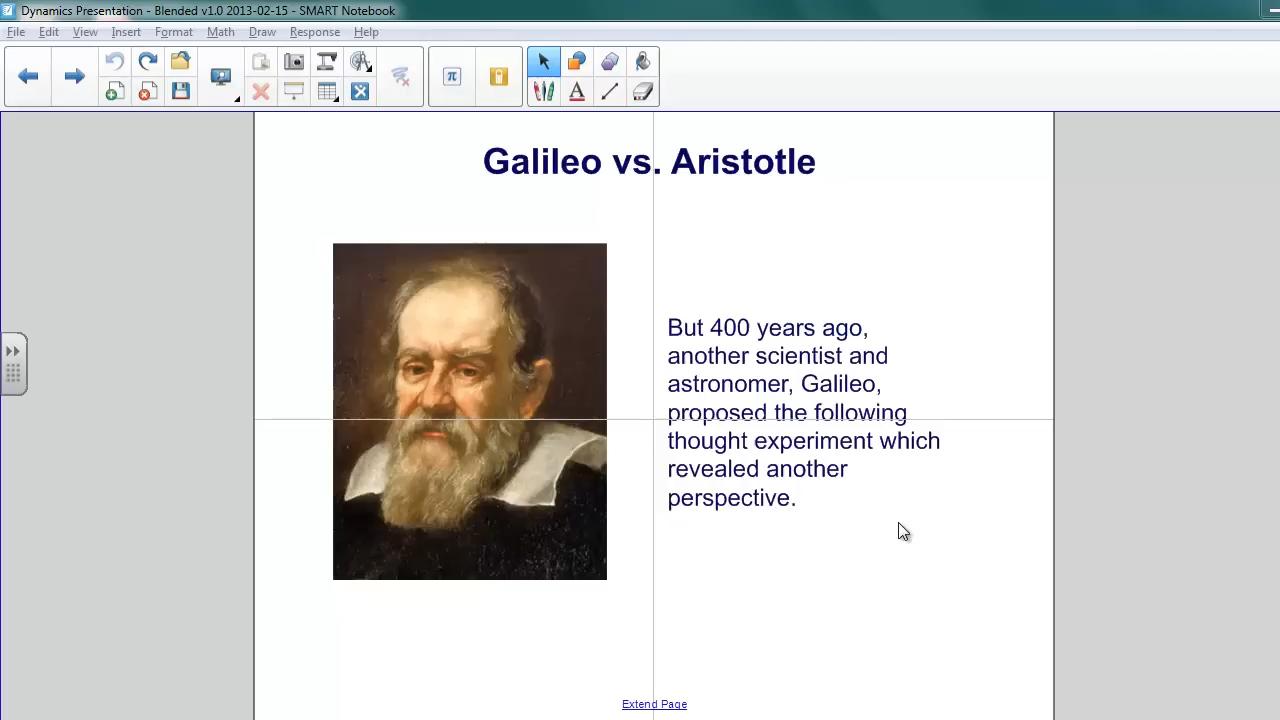 Dynamics Presentation - Blended v1.0 2013-02-15 - SMART Notebook
File Edit View Insert Format Math Draw Response Help
π
A
Galileo vs. Aristotle
But 400 years ago,
another scientist and
astronomer, Galileo,
proposed the following
thought experiment which
revealed another
perspective.
Extend Page